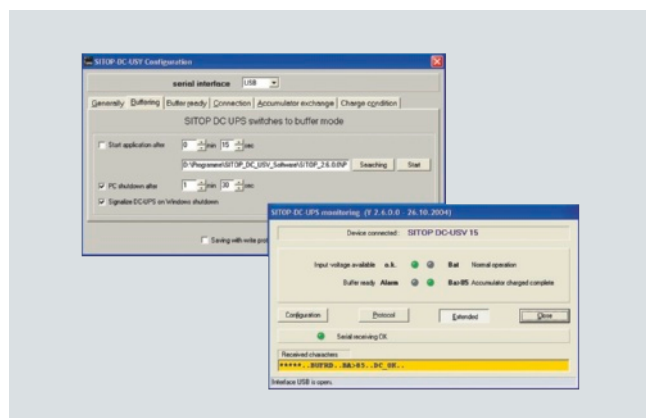 SITOP DC-USV Configuration
serial interface USB
Generally Buffering Buffer ready Connection Accumulator exchange Charge condition
SITOP DC UPS switches to buffer mode
Start application after 0 min 15 sec
Searching Start
PC shutdown after 1 min 30 sec
Signalize DC-UPS on Windows shutdown
Saving with write
SITOP-DC-UPS monitoring (V 2.6.0.0 26.10.2004)
Device connected: SITOP DC-USV 15
Input voltage available o.k. Bat Normal operation
Buffer ready Alarm Bat>85 Accumulator charged complete
Configuration Protocol Extended Close
Serial receiving OK
Received characters
*****..BUFRD..BA>85..DC_OK..
Interface USB is open.